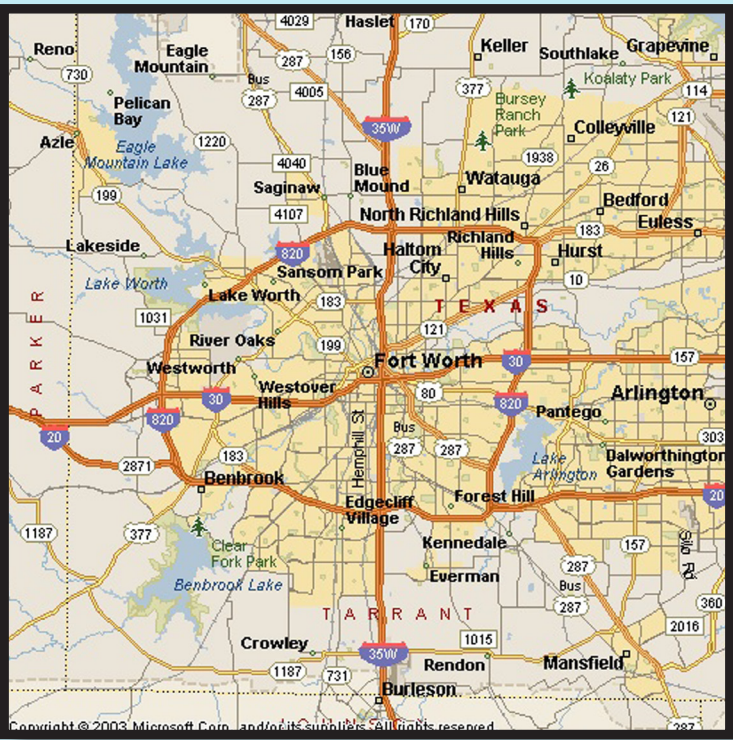 4029
Haslet
170
Reno
Eagle
Mountain
287
156
Keller
Southlake
Grapevine
730
Bus
287
4005
377
Koalaty Park
114
Pelican
Bay
Bursey
Ranch
Park
121
35W
Colleyville
Azle
1220
Eagle
Mountain Lake
4040
1938
26
Blue
Mound
Watauga
199
Saginaw
Bedford
4107
North Richland Hills
Euless
183
Lakeside
820
Richland
Hills
Haltom
City
Hurst
Sansom Park
10
Lake Worth
Lake Worth
183
TEXAS
PARKER
1031
121
River Oaks
199
Fort Worth
30
157
Westworth
Westover
Hills
30
80
Arlington
820
820
Pantego
20
Hemphill St
Bus
287
287
303
183
Lake
Arlington
Dalworthington
Gardens
2871
Benbrook
Forest Hill
20
Edgecliff
Village
1187
377
Clear
Fork Park
Kennedale
157
Benbrook Lake
Everman
287
Bus
287
360
TARRANT
2016
Crowley
35W
1015
Rendon
Mansfield
1187
731
Burleson
287
Copyright © 2003 Microsoft Corp. and/or its suppliers. All rights reserved.